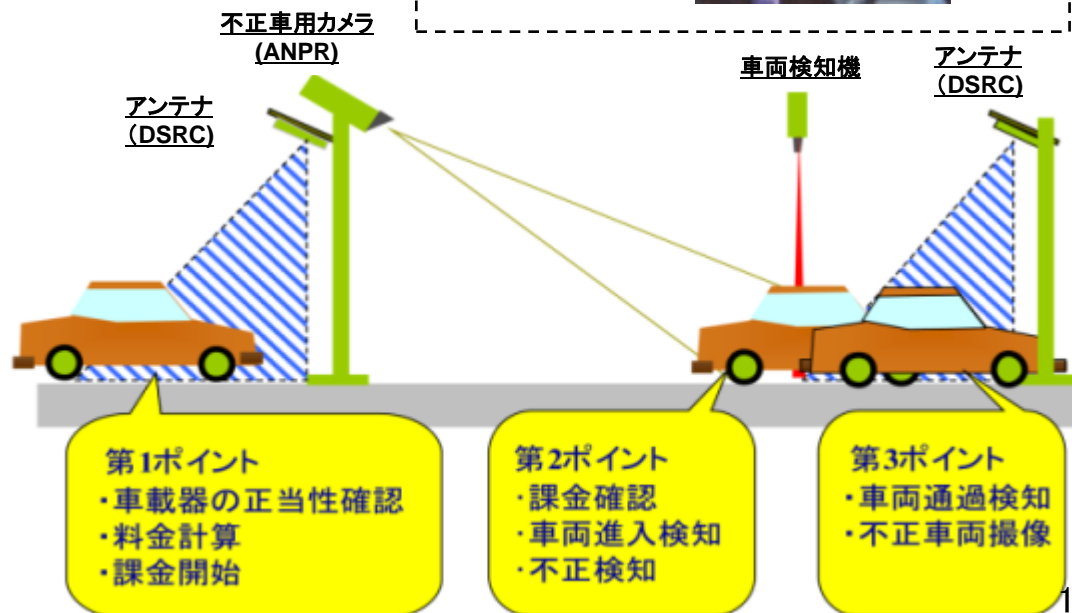 不正車用カメラ
(ANPR)
アンテナ
（DSRC)
車両検知機
アンテナ
（DSRC)
第1ポイント
・車載器の正当性確認
・料金計算
・課金開始
第2ポイント
・課金確認
・車両進入検知
・不正検知
第3ポイント
・車両通過検知
・不正車両撮像
1